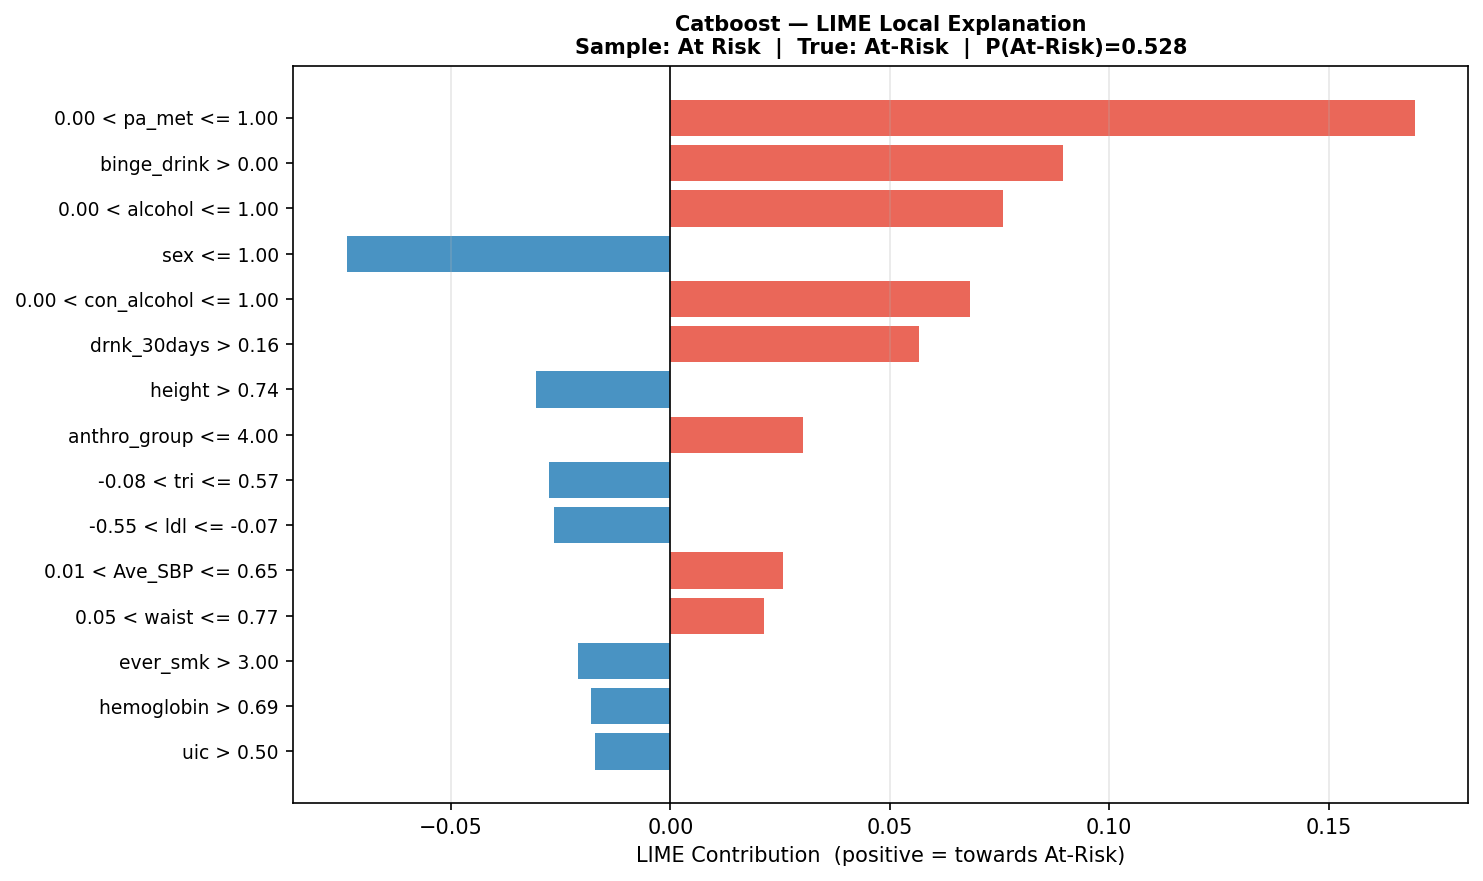 Catboost — LIME Local Explanation
Sample: At Risk | True: At-Risk | P(At-Risk)=0.528
0.00 < pa_met <= 1.00
binge_drink > 0.00
0.00 < alcohol <= 1.00
sex <= 1.00
0.00 < con_alcohol <= 1.00
drnk_30days > 0.16
height > 0.74
anthro_group <= 4.00
-0.08 < tri <= 0.57
-0.55 < ldl <= -0.07
0.01 < Ave_SBP <= 0.65
0.05 < waist <= 0.77
ever_smk > 3.00
hemoglobin > 0.69
uic > 0.50
−0.05 0.00 0.05 0.10 0.15
LIME Contribution (positive = towards At-Risk)